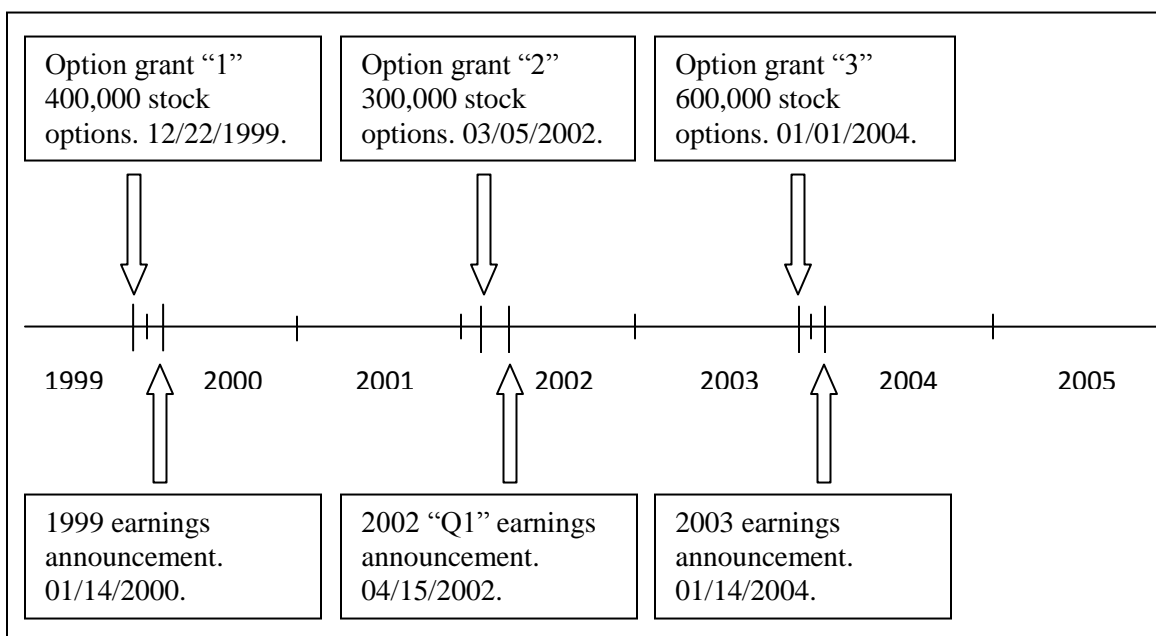 Option grant “1”
400,000 stock
options. 12/22/1999.
Option grant “2”
300,000 stock
options. 03/05/2002.
Option grant “3”
600,000 stock
options. 01/01/2004.
1999 2000 2001 2002 2003 2004 2005
1999 earnings
announcement.
01/14/2000.
2002 “Q1” earnings
announcement.
04/15/2002.
2003 earnings
announcement.
01/14/2004.